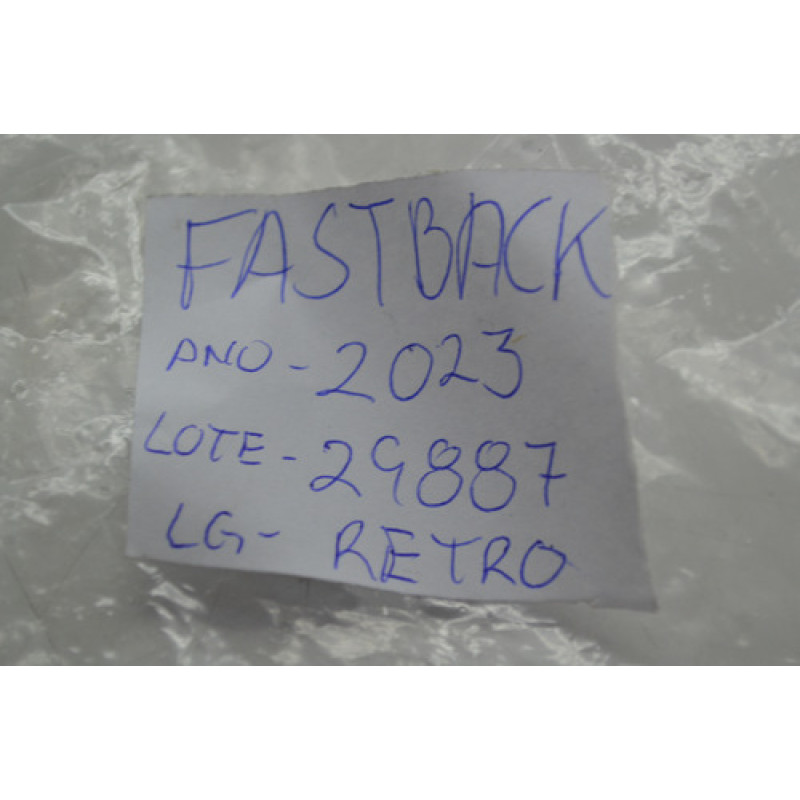 FASTBACK
ANO - 2023
LOTE - 29887
LG - RETRO